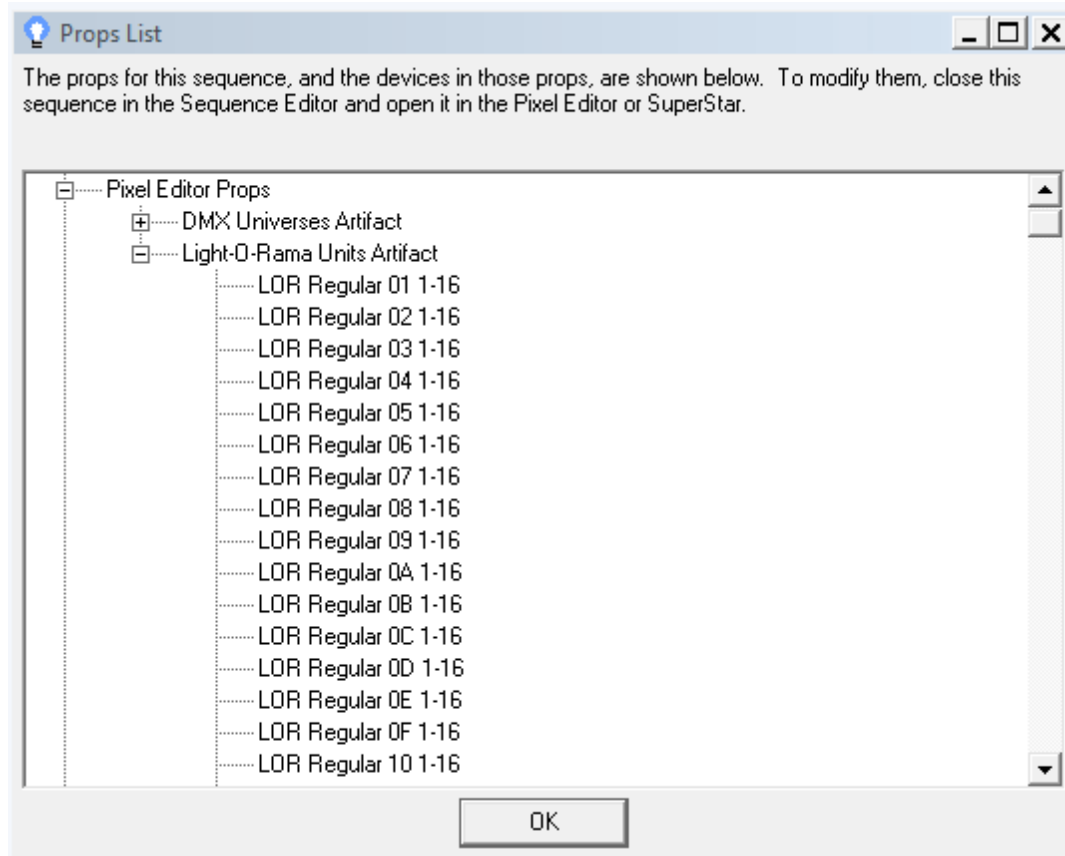 Props List
The props for this sequence, and the devices in those props, are shown below. To modify them, close this
sequence in the Sequence Editor and open it in the Pixel Editor or SuperStar.
Pixel Editor Props
DMX Universes Artifact
Light-O-Rama Units Artifact
LOR Regular 01 1-16
LOR Regular 02 1-16
LOR Regular 03 1-16
LOR Regular 04 1-16
LOR Regular 05 1-16
LOR Regular 06 1-16
LOR Regular 07 1-16
LOR Regular 08 1-16
LOR Regular 09 1-16
LOR Regular 0A 1-16
LOR Regular 0B 1-16
LOR Regular 0C 1-16
LOR Regular 0D 1-16
LOR Regular 0E 1-16
LOR Regular 0F 1-16
LOR Regular 10 1-16
OK